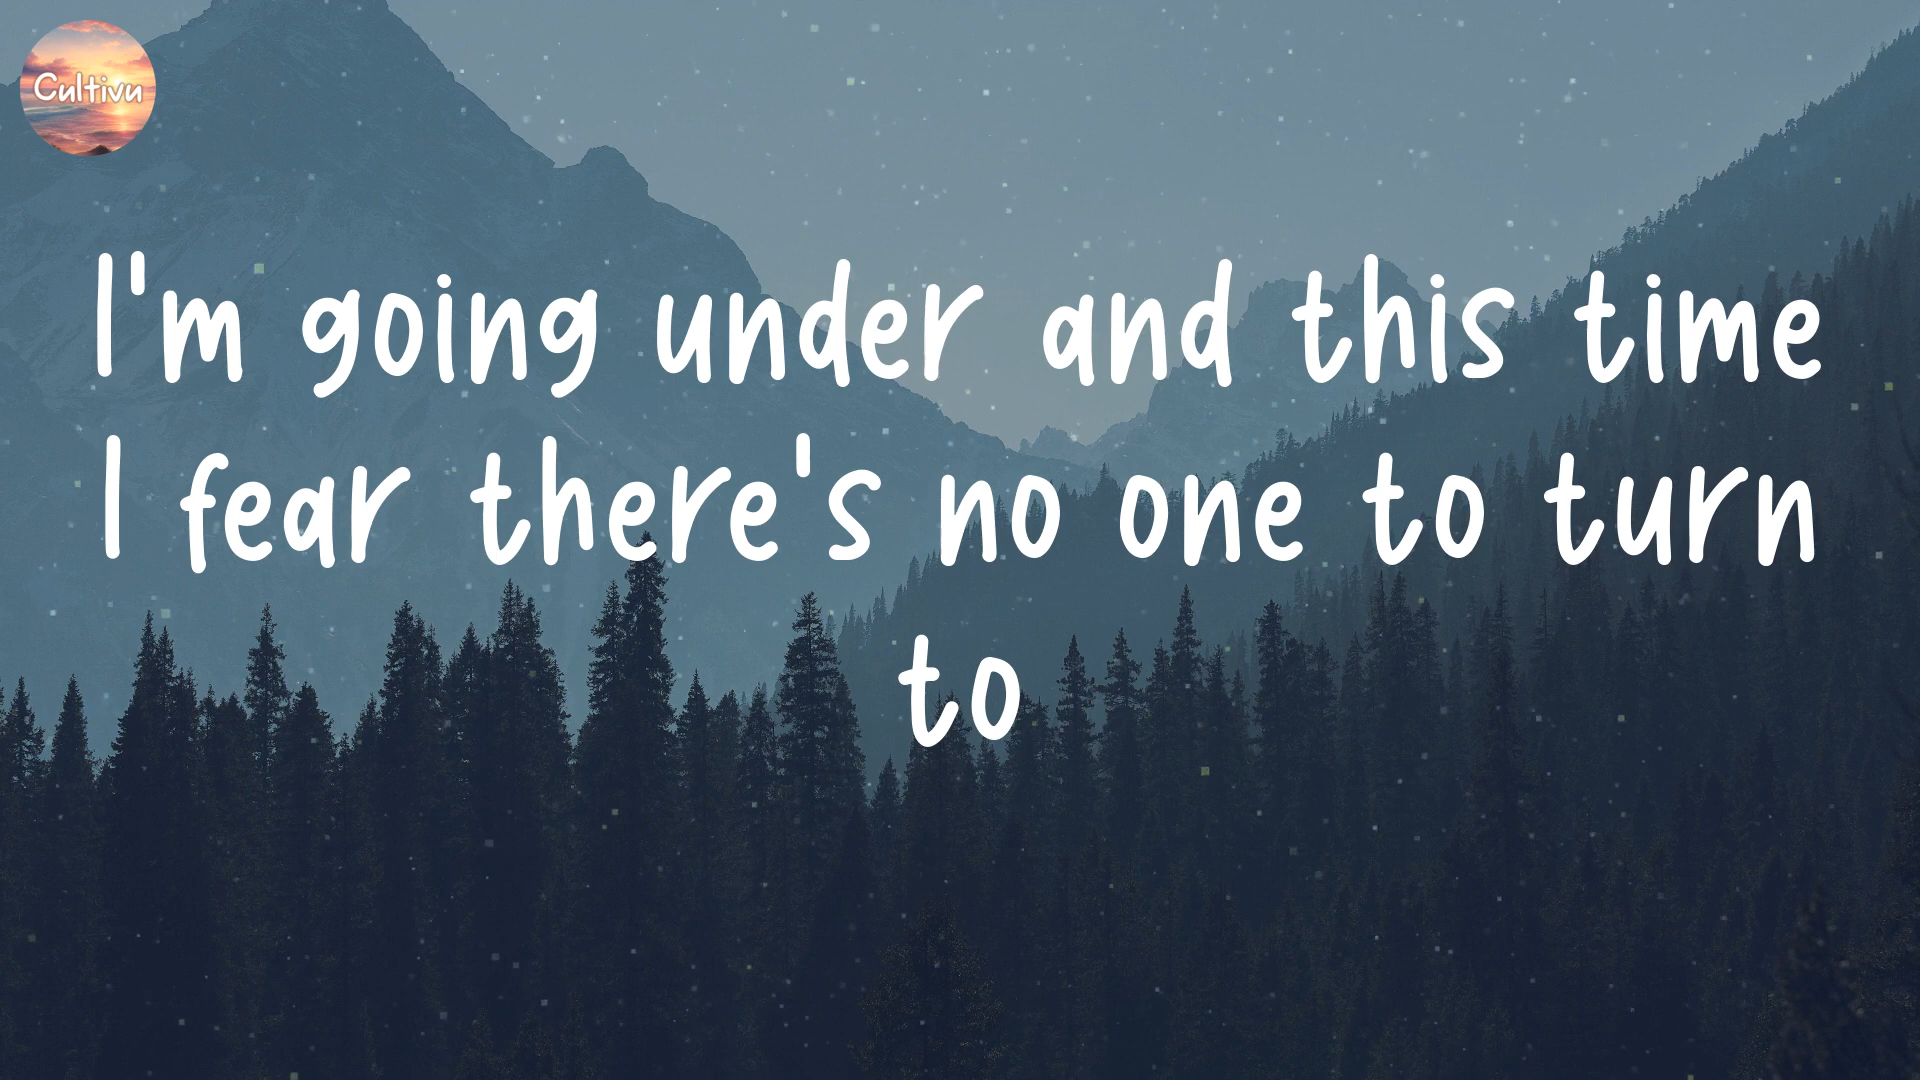 Cultivu
I'm going under and this time
I fear there's no one to turn
to